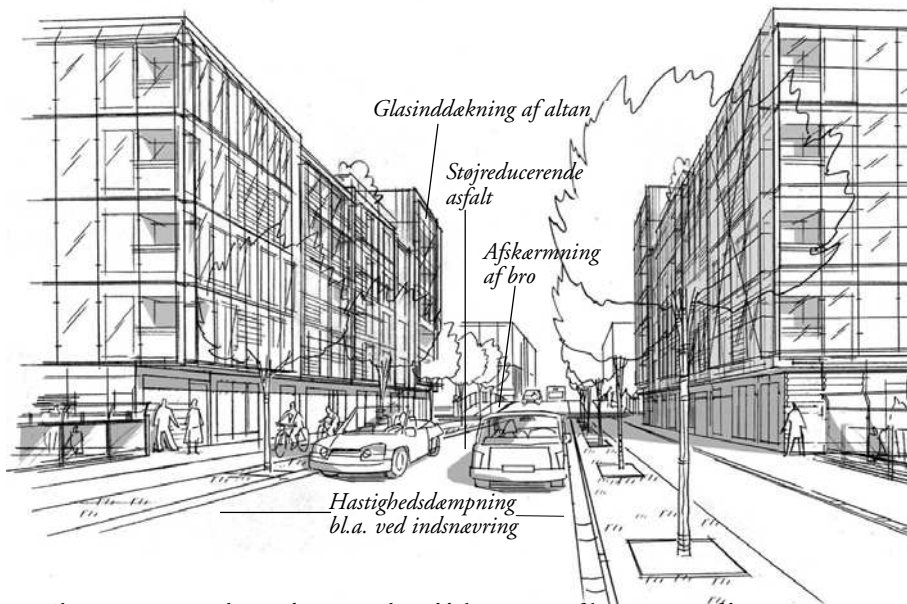 Glasinddækning af altan
Støjreducerende
asfalt
Afskærmning
af bro
Hastighedsdæmpning
bl.a. ved indsnævring